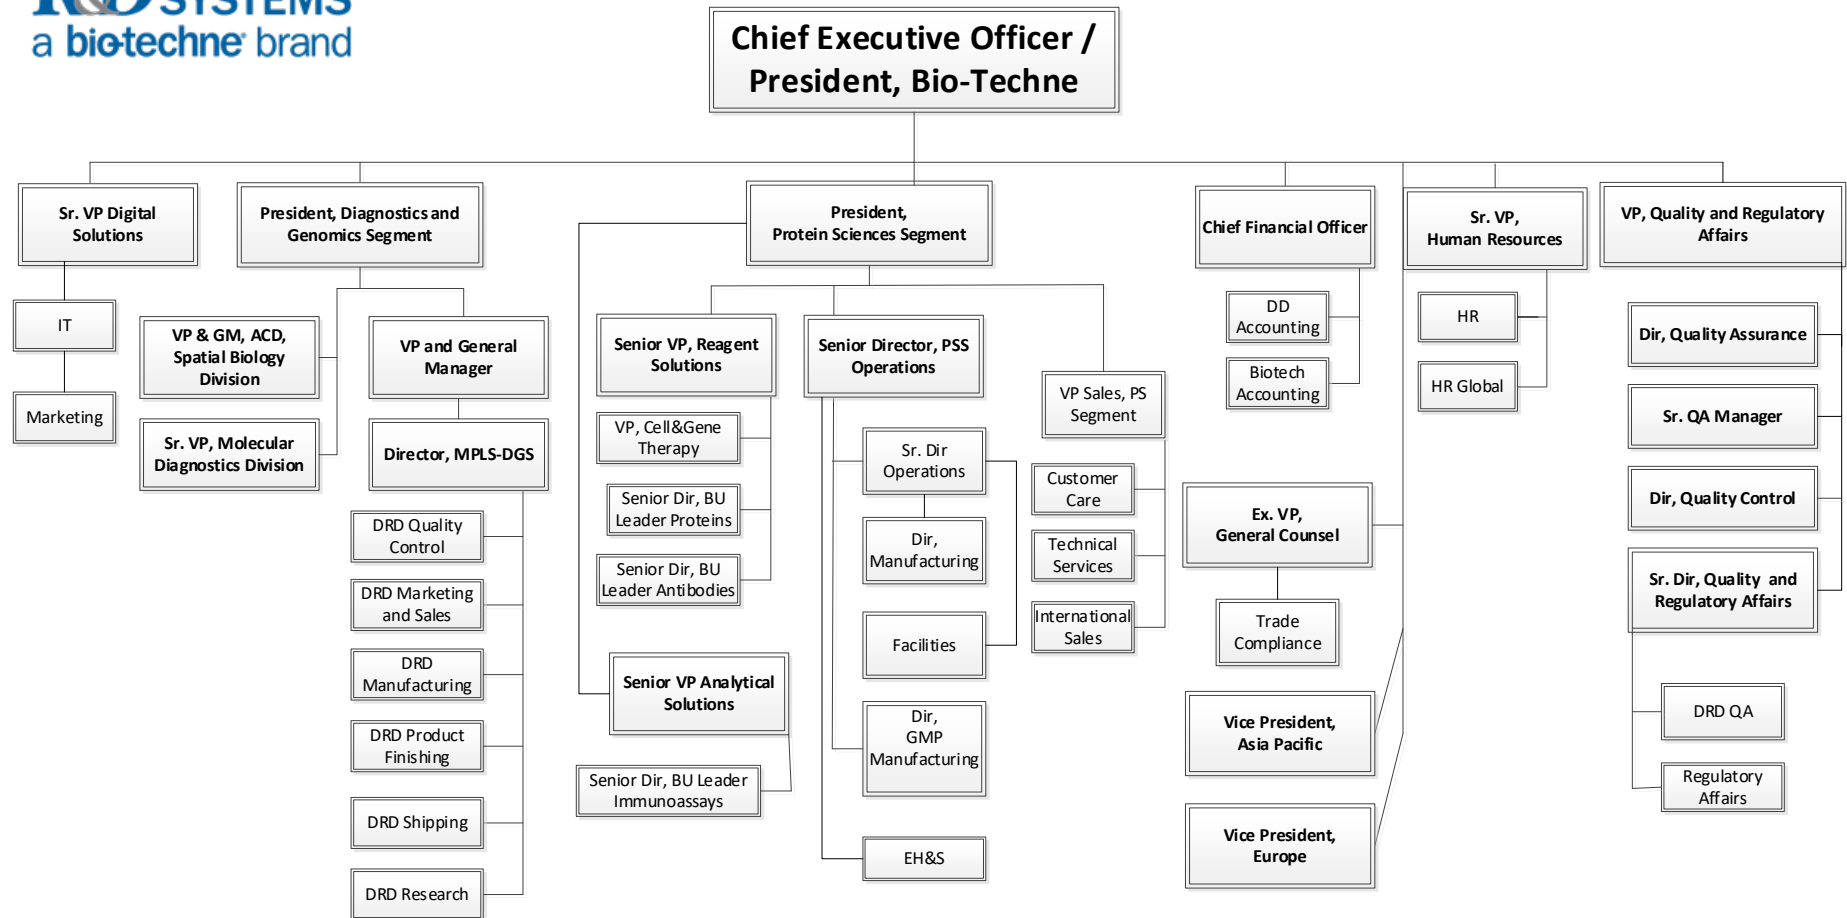 R&D SYSTEMS
a biotechne brand
Chief Executive Officer /
President, Bio-Techne
Sr. VP Digital
Solutions
IT
Marketing
President, Diagnostics and
Genomics Segment
VP & GM, ACD,
Spatial Biology
Division
Sr. VP, Molecular
Diagnostics Division
VP and General
Manager
Director, MPLS-DGS
DRD Quality
Control
DRD Marketing
and Sales
DRD
Manufacturing
DRD Product
Finishing
DRD Shipping
DRD Research
President,
Protein Sciences Segment
Senior VP, Reagent
Solutions
VP, Cell&Gene
Therapy
Senior Dir, BU
Leader Proteins
Senior Dir, BU
Leader Antibodies
Senior VP Analytical
Solutions
Senior Dir, BU Leader
Immunoassays
Senior Director, PSS
Operations
Sr. Dir
Operations
Dir,
Manufacturing
Facilities
Dir,
GMP
Manufacturing
EH&S
VP Sales, PS
Segment
Customer
Care
Technical
Services
International
Sales
Chief Financial Officer
DD
Accounting
Biotech
Accounting
Ex. VP,
General Counsel
Trade
Compliance
Vice President,
Asia Pacific
Vice President,
Europe
Sr. VP,
Human Resources
HR
HR Global
VP, Quality and Regulatory
Affairs
Dir, Quality Assurance
Sr. QA Manager
Dir, Quality Control
Sr. Dir, Quality and
Regulatory Affairs
DRD QA
Regulatory
Affairs